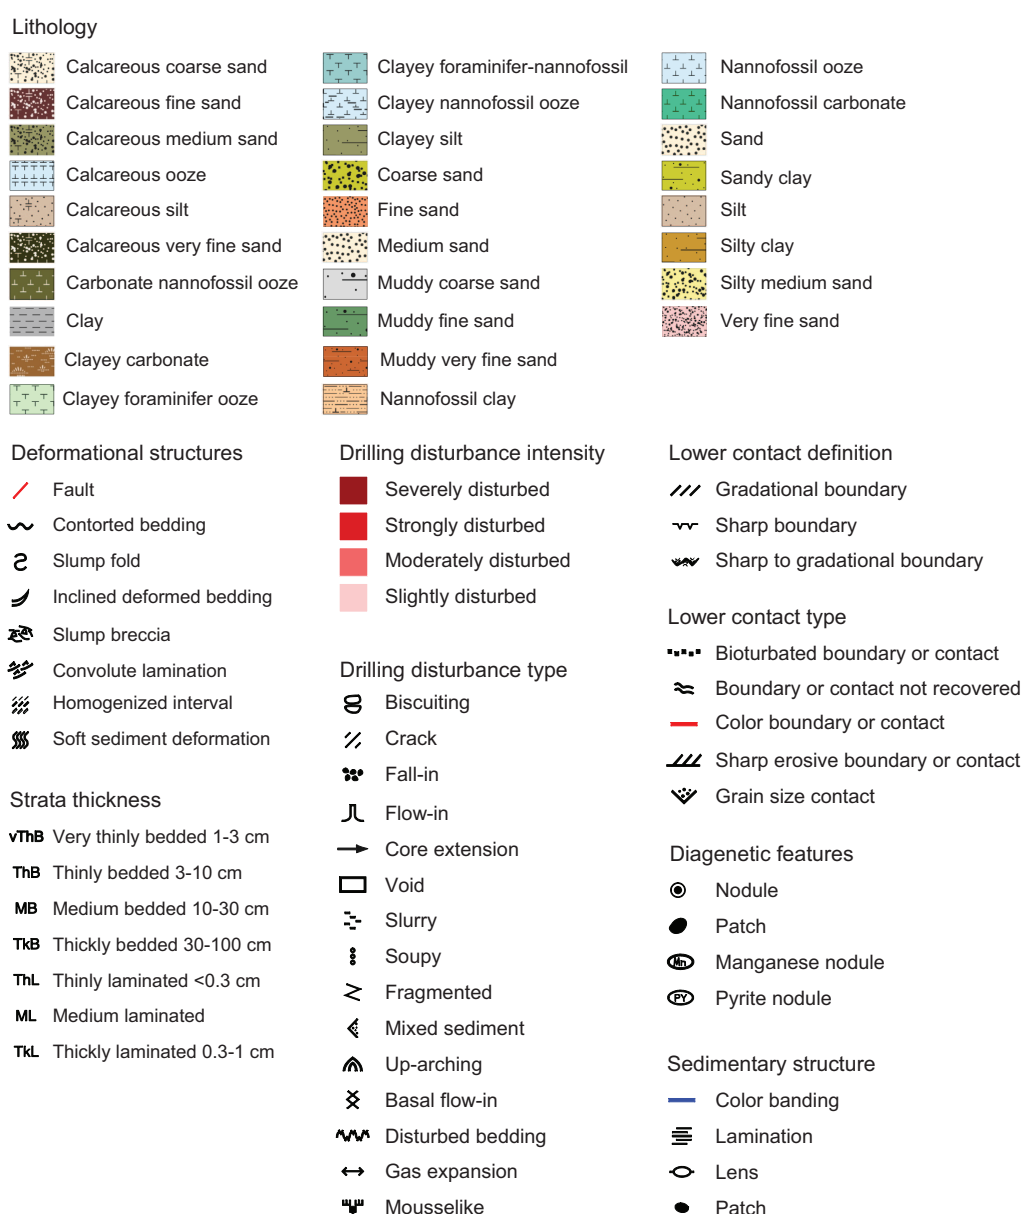 Lithology
Calcareous coarse sand
Calcareous fine sand
Calcareous medium sand
Calcareous ooze
Calcareous silt
Calcareous very fine sand
Carbonate nannofossil ooze
Clay
Clayey carbonate
Clayey foraminifer ooze
Clayey foraminifer-nannofossil
Clayey nannofossil ooze
Clayey silt
Coarse sand
Fine sand
Medium sand
Muddy coarse sand
Muddy fine sand
Muddy very fine sand
Nannofossil clay
Nannofossil ooze
Nannofossil carbonate
Sand
Sandy clay
Silt
Silty clay
Silty medium sand
Very fine sand
Deformational structures
Fault
Contorted bedding
Slump fold
Inclined deformed bedding
Slump breccia
Convolute lamination
Homogenized interval
Soft sediment deformation
Strata thickness
vThB Very thinly bedded 1-3 cm
ThB Thinly bedded 3-10 cm
MB Medium bedded 10-30 cm
TkB Thickly bedded 30-100 cm
ThL Thinly laminated <0.3 cm
ML Medium laminated
TkL Thickly laminated 0.3-1 cm
Drilling disturbance intensity
Severely disturbed
Strongly disturbed
Moderately disturbed
Slightly disturbed
Drilling disturbance type
Biscuiting
Crack
Fall-in
Flow-in
Core extension
Void
Slurry
Soupy
Fragmented
Mixed sediment
Up-arching
Basal flow-in
Disturbed bedding
Gas expansion
Mousselike
Lower contact definition
Gradational boundary
Sharp boundary
Sharp to gradational boundary
Lower contact type
Bioturbated boundary or contact
Boundary or contact not recovered
Color boundary or contact
Sharp erosive boundary or contact
Grain size contact
Diagenetic features
Nodule
Patch
Mn Manganese nodule
PY Pyrite nodule
Sedimentary structure
Color banding
Lamination
Lens
Patch